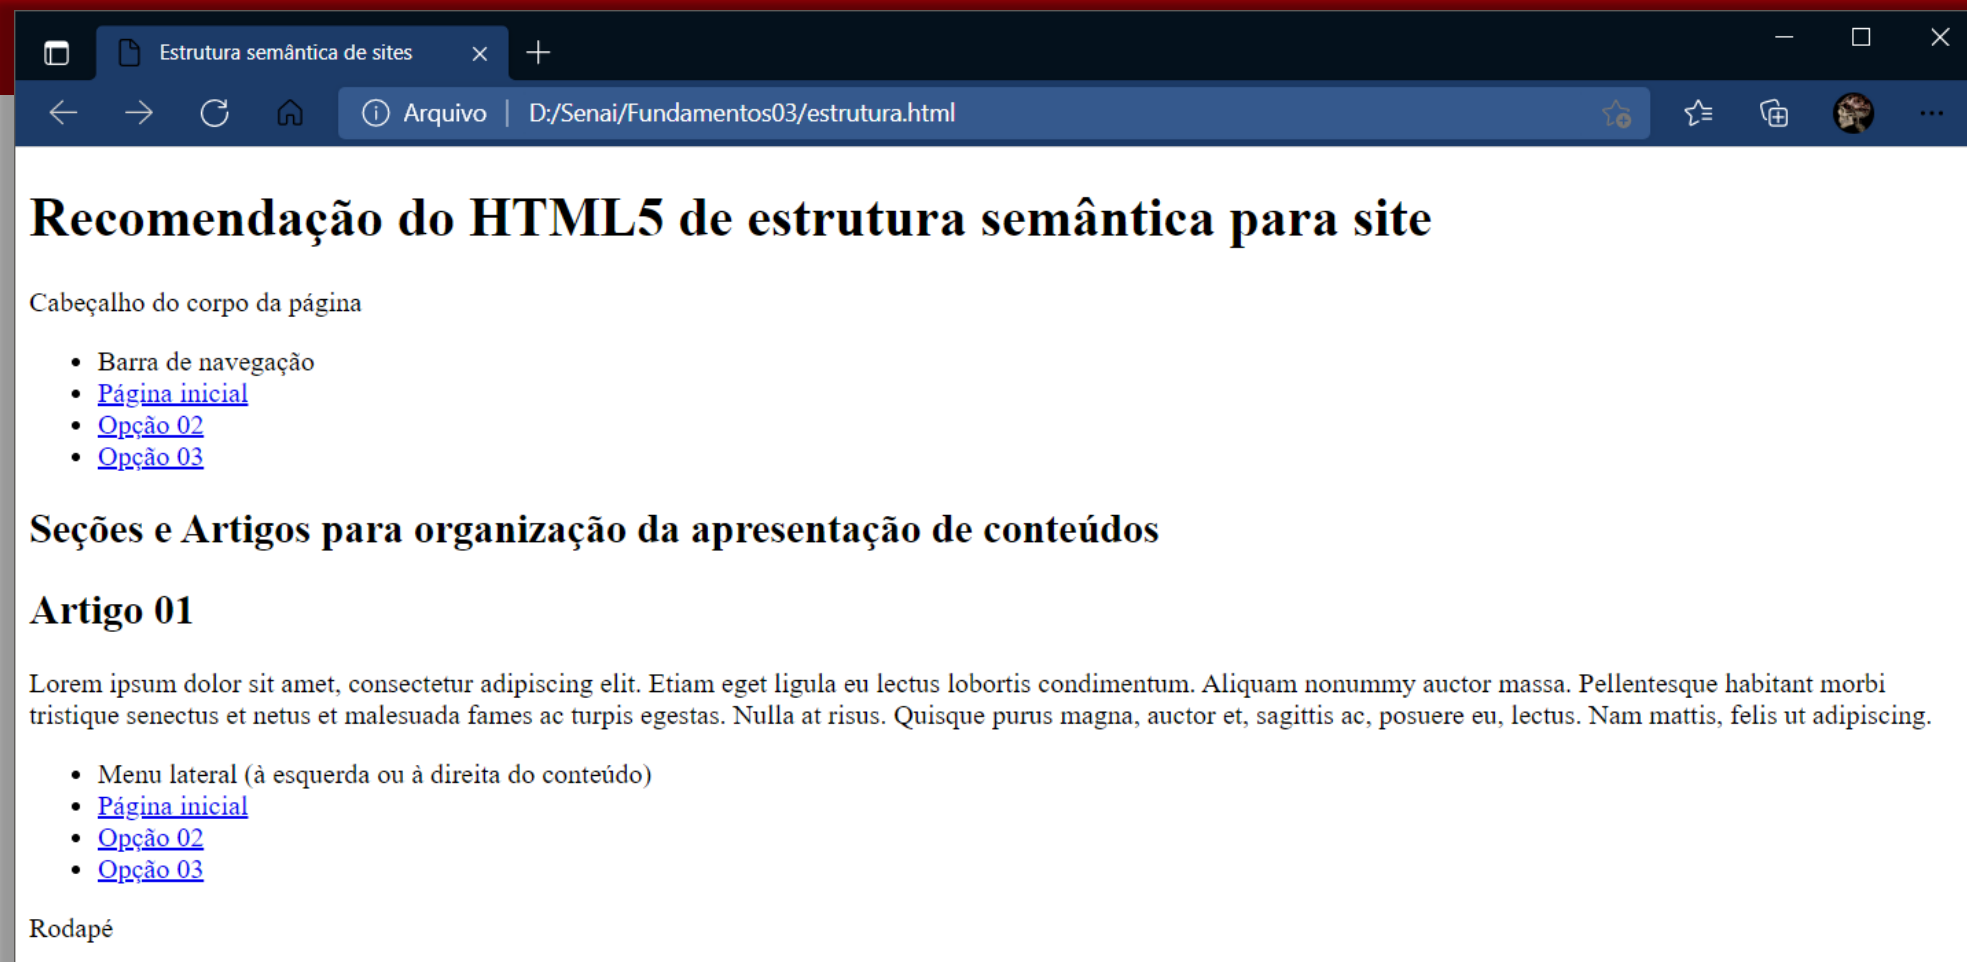 Estrutura semântica de sites
Arquivo | D:/Senai/Fundamentos03/estrutura.html
Recomendação do HTML5 de estrutura semântica para site
Cabeçalho do corpo da página
• Barra de navegação
• Página inicial
• Opção 02
• Opção 03
Seções e Artigos para organização da apresentação de conteúdos
Artigo 01
Lorem ipsum dolor sit amet, consectetur adipiscing elit. Etiam eget ligula eu lectus lobortis condimentum. Aliquam nonummy auctor massa. Pellentesque habitant morbi
tristique senectus et netus et malesuada fames ac turpis egestas. Nulla at risus. Quisque purus magna, auctor et, sagittis ac, posuere eu, lectus. Nam mattis, felis ut adipiscing.
• Menu lateral (à esquerda ou à direita do conteúdo)
• Página inicial
• Opção 02
• Opção 03
Rodapé